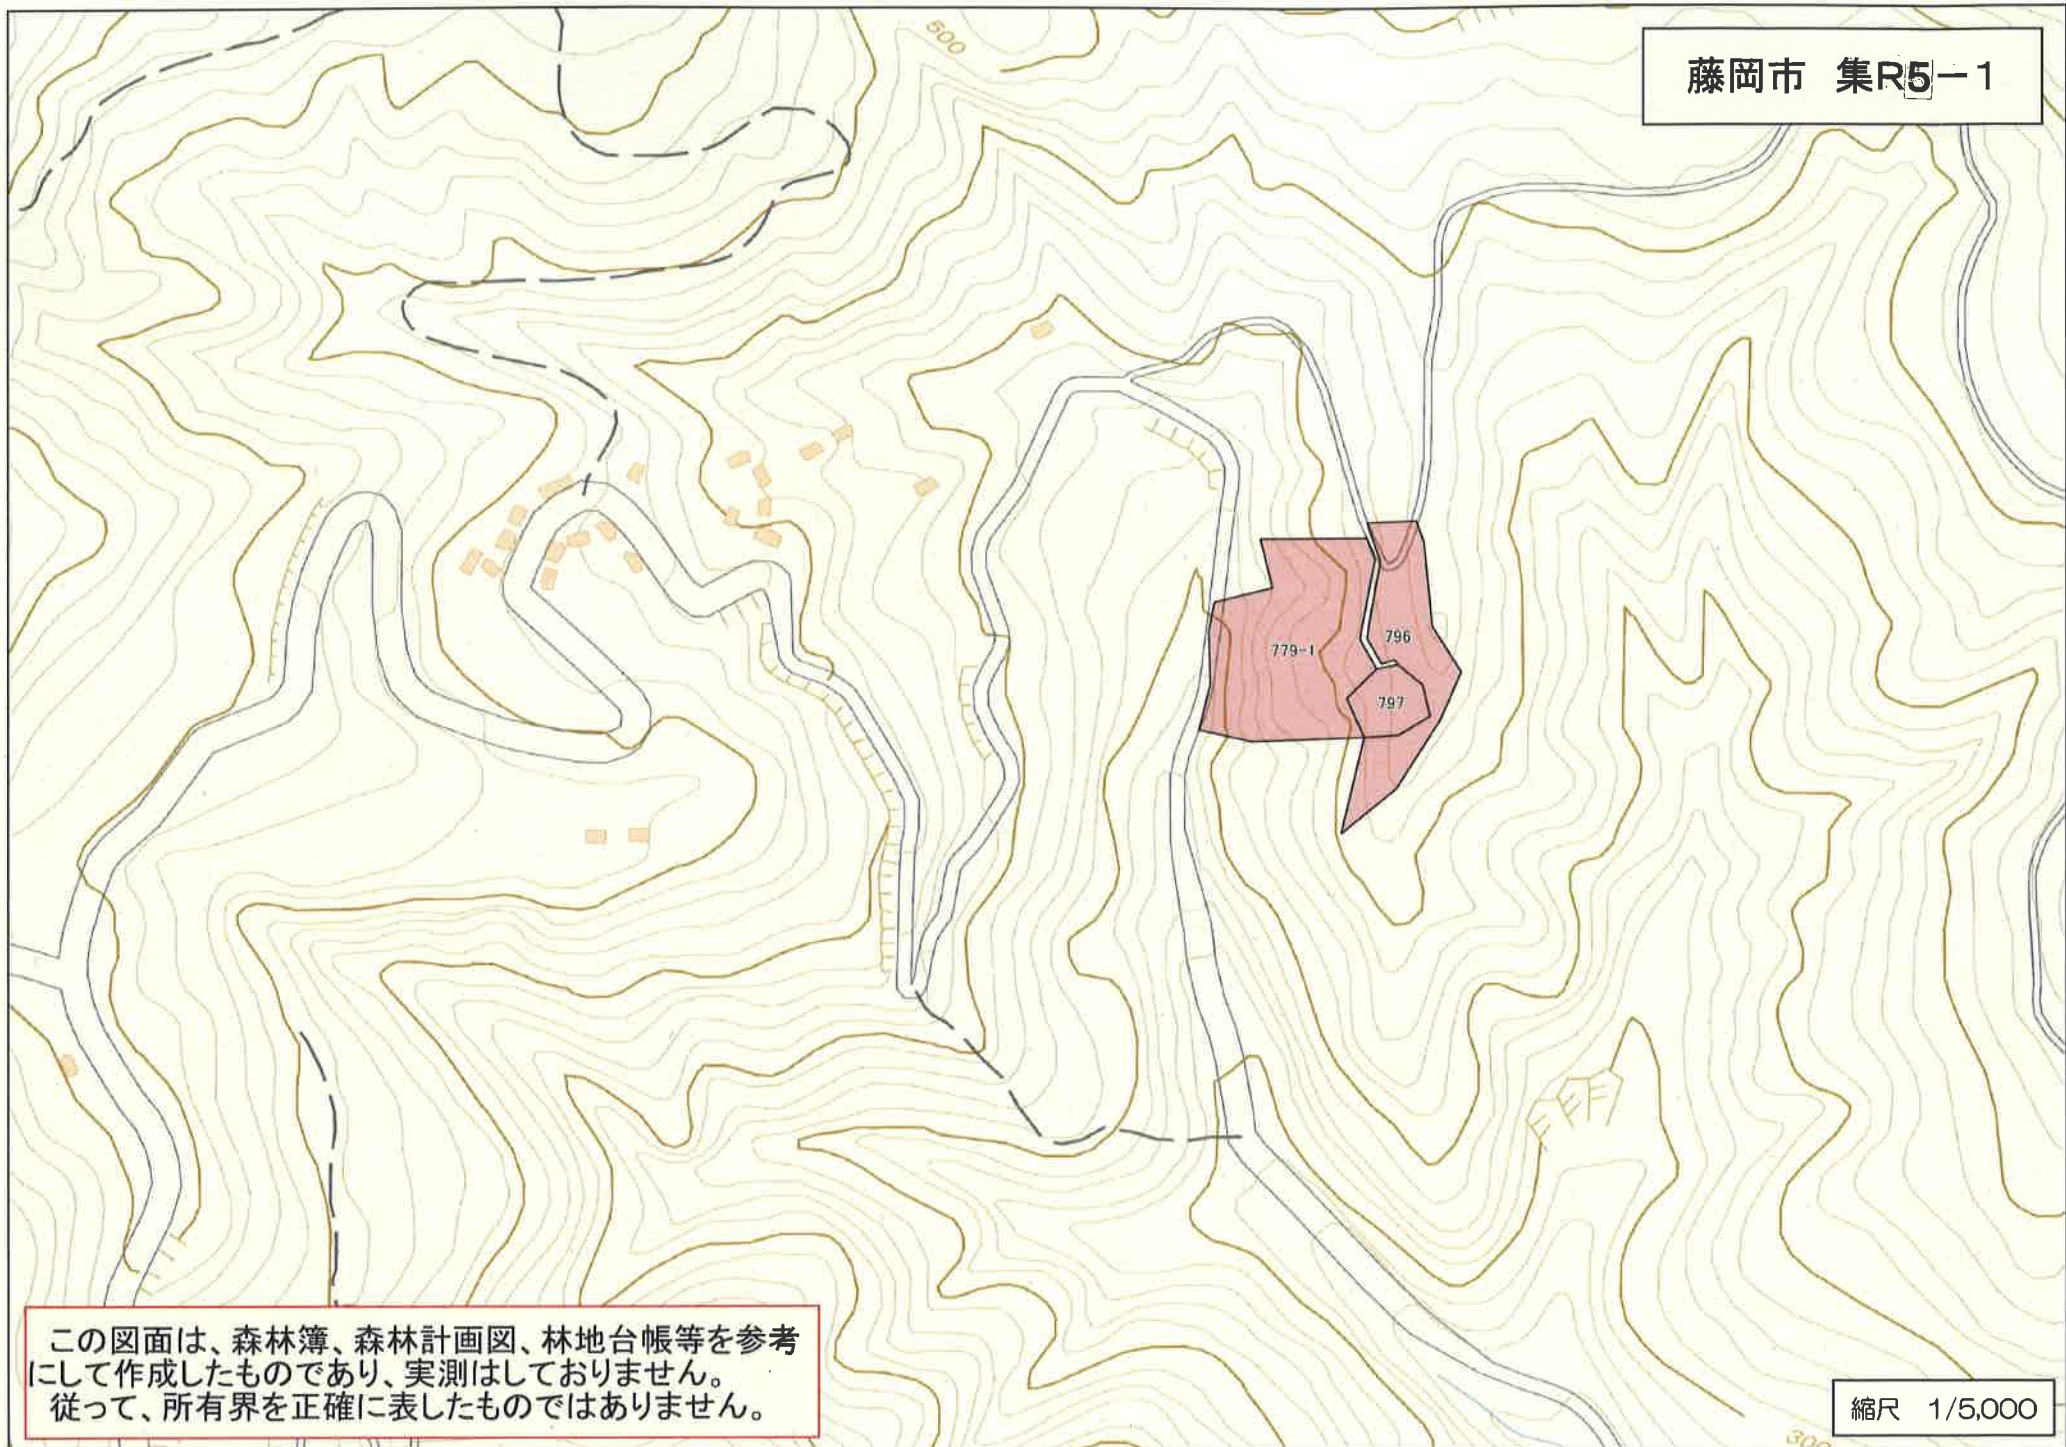 500
藤岡市 集R5-1
796
779-1
797
この図面は、森林簿、森林計画図、林地台帳等を参考
にして作成したものであり、実測はしておりません。
従って、所有界を正確に表したものではありません。
縮尺 1/5,000
300